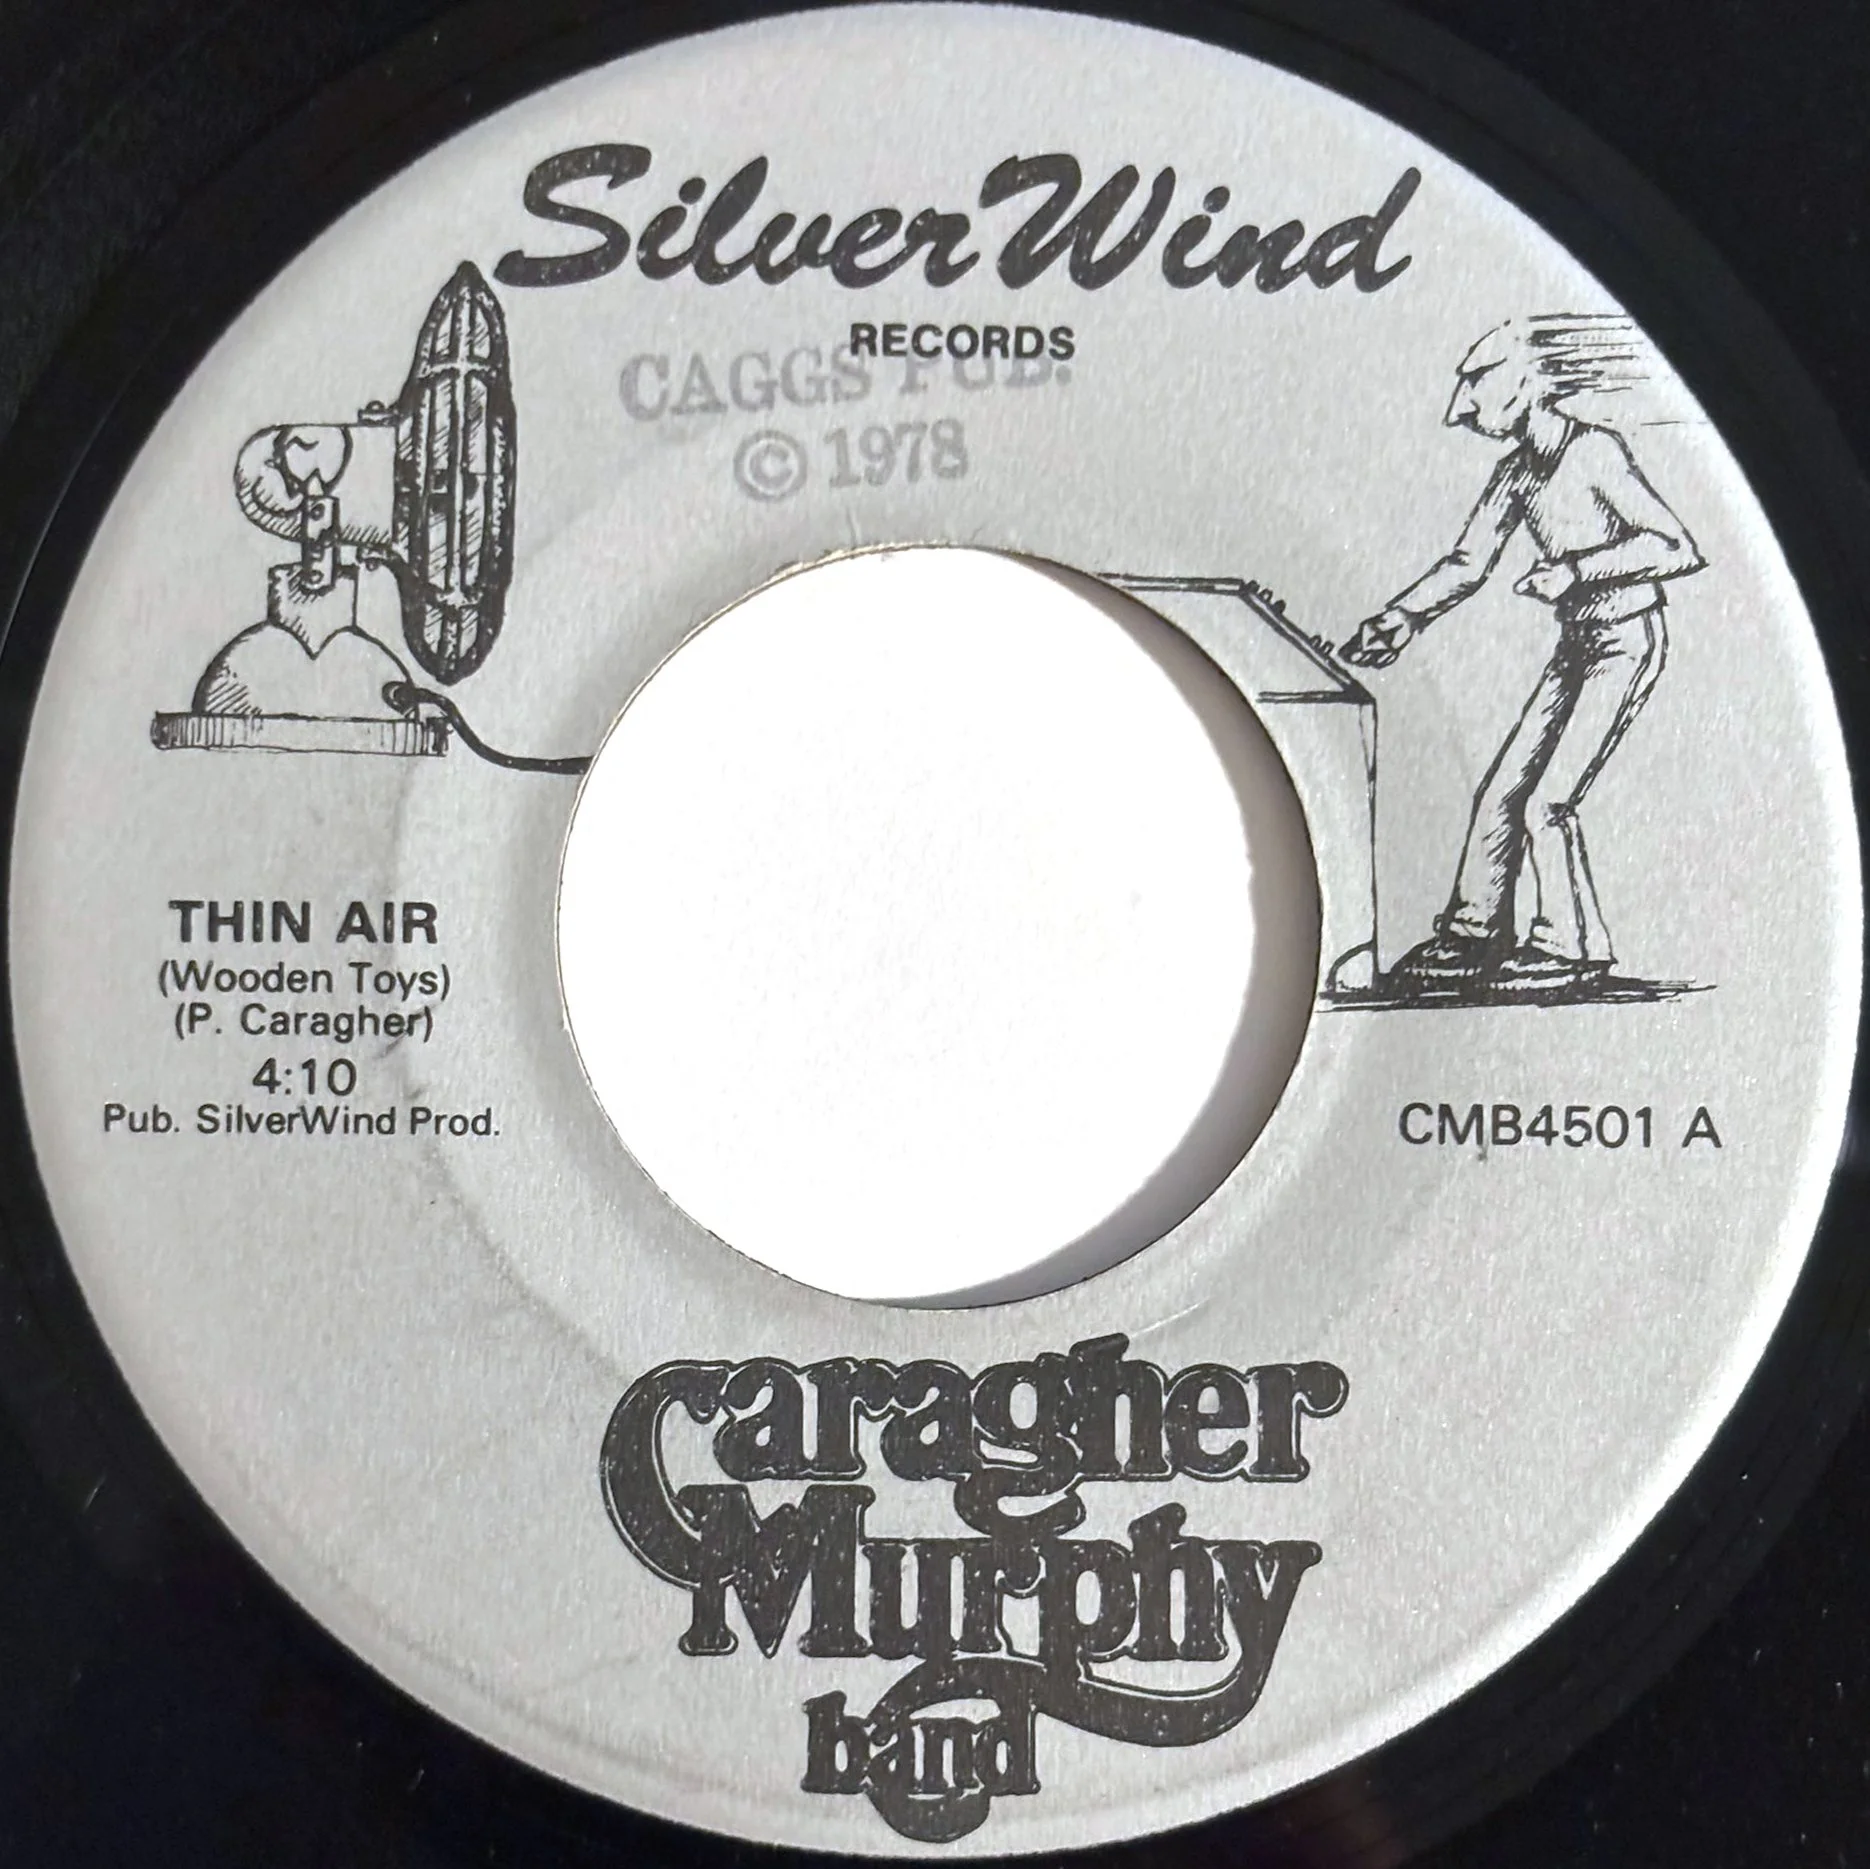 SilverWind
RECORDS
CAGGS PUB.
© 1978
THIN AIR
(Wooden Toys)
(P. Caragher)
4:10
Pub. SilverWind Prod.
CMB4501 A
Caragher
Murphy
band